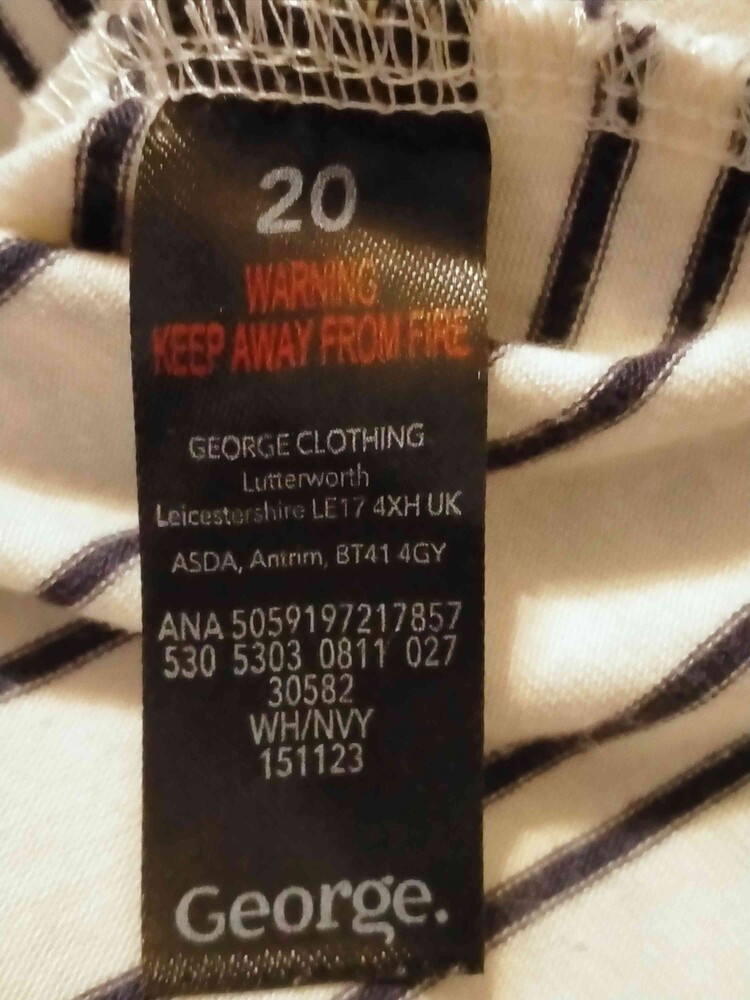 20
WARNING
KEEP AWAY FROM FIRE
GEORGE CLOTHING
Lutterworth
Leicestershire LE17 4XH UK
ASDA, Antrim, BT41 4GY
ANA 5059197217857
530 5303 0811 027
30582
WH/NVY
151123
George.